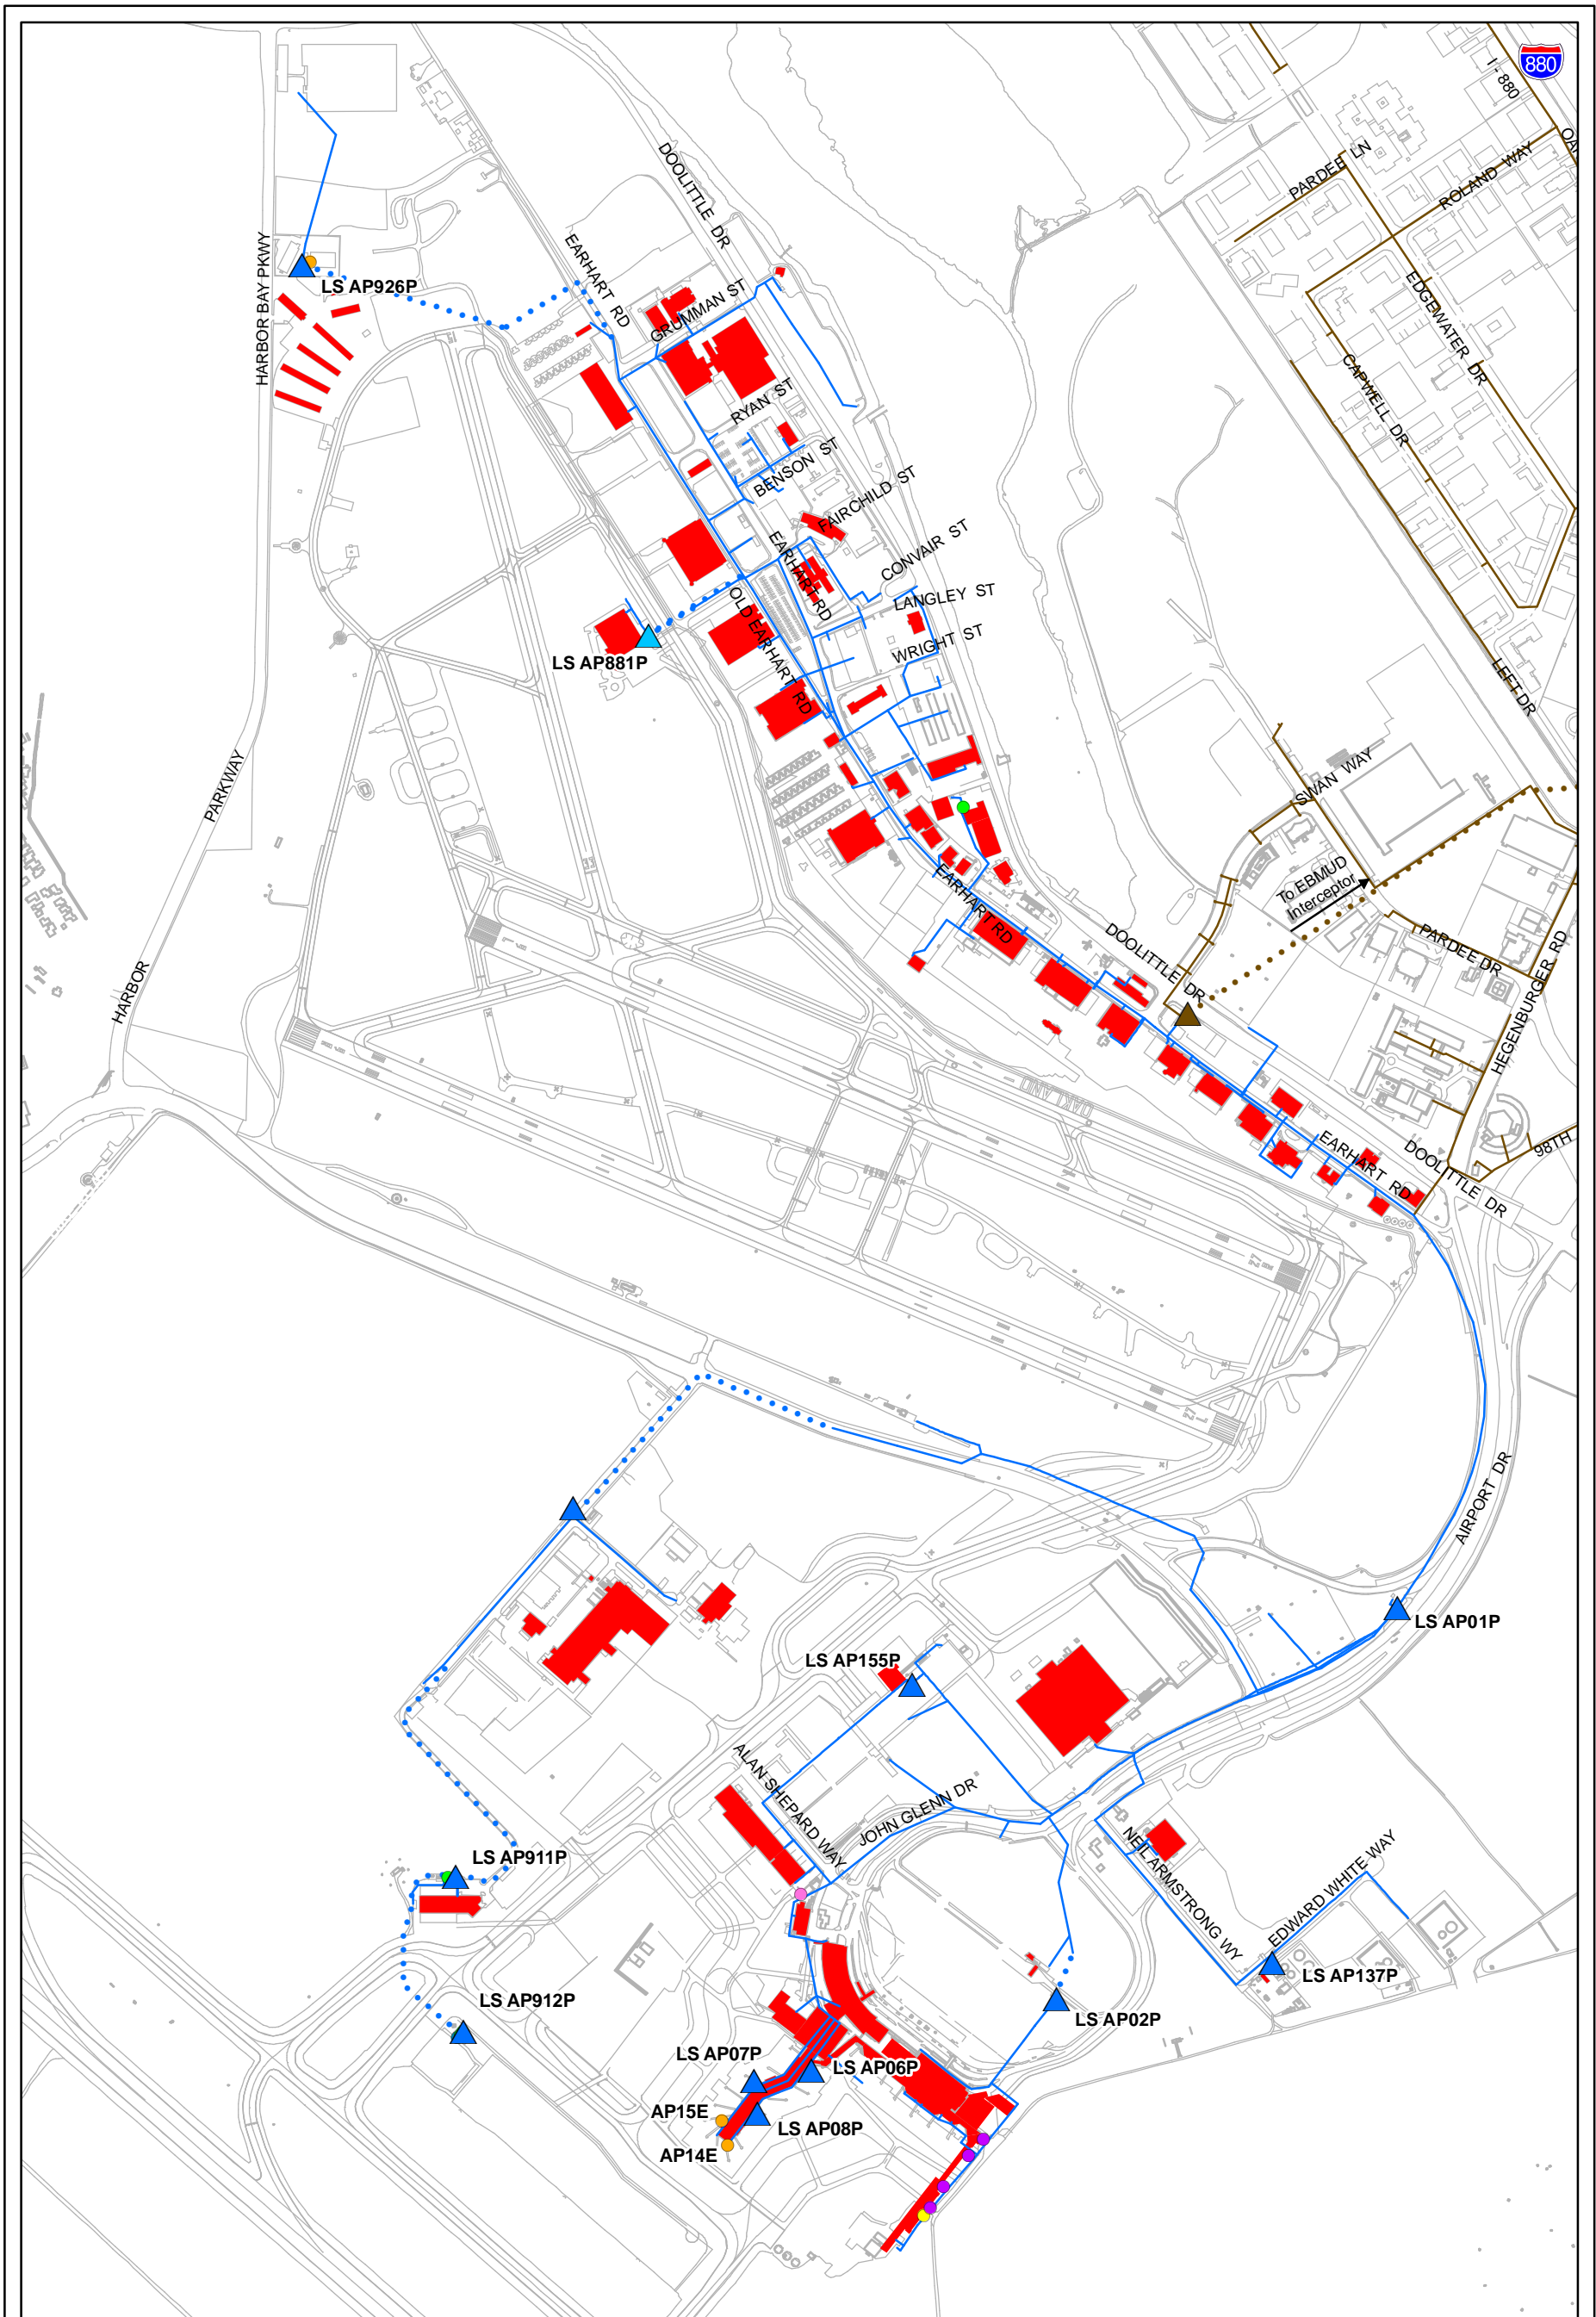 880
I - 880
DOOLITTLE DR
PARDEE LN
ROLAND WAY
HARBOR BAY PKWY
EARHART RD
LS AP926P
GRUMMAN ST
EDGEWATER DR
CAPWELL DR
RYAN ST
BENSON ST
FAIRCHILD ST
EARHART RD
CONVAIR ST
OLD EARHART RD
LANGLEY ST
WRIGHT ST
LS AP881P
LEFT DR
PARKWAY
SWAN WAY
To EBMUD
Interceptor
EARHART RD
DOOLITTLE DR
PARDEE DR
HEGENBURGER RD
HARBOR
OAKLAND
98TH
EARHART RD
DOOLITTLE DR
AIRPORT DR
LS AP01P
LS AP155P
ALAN SHEPARD WAY
JOHN GLENN DR
NEIL ARMSTRONG WY
EDWARD WHITE WAY
LS AP911P
LS AP137P
LS AP912P
LS AP02P
LS AP07P
LS AP06P
AP15E
LS AP08P
AP14E